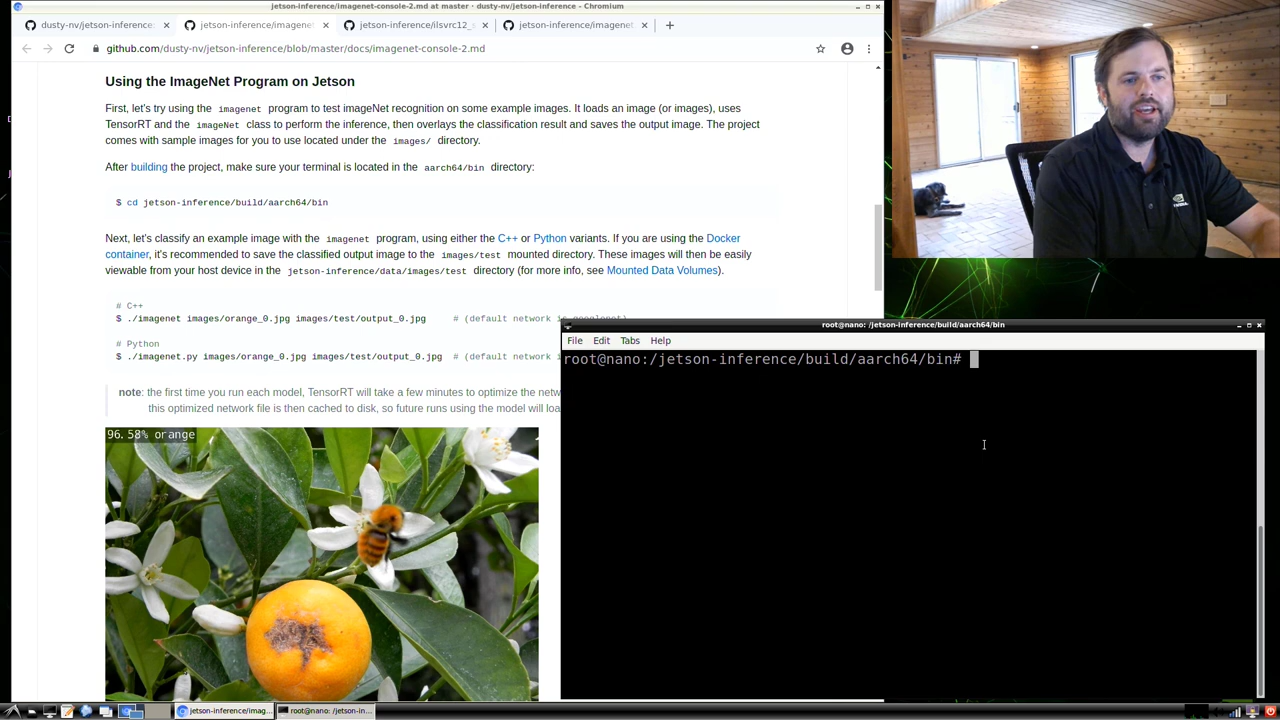 jetson-inference/imagenet-console-2.md at master · dusty-nv/jetson-inference - Chromium
dusty-nv/jetson-inference:
jetson-inference/imagenet
jetson-inference/ilsvrc12_s
jetson-inference/imagenet.
github.com/dusty-nv/jetson-inference/blob/master/docs/imagenet-console-2.md
Using the ImageNet Program on Jetson
First, let's try using the imagenet program to test imageNet recognition on some example images. It loads an image (or images), uses
TensorRT and the imageNet class to perform the inference, then overlays the classification result and saves the output image. The project
comes with sample images for you to use located under the images/ directory.
After building the project, make sure your terminal is located in the aarch64/bin directory:
$ cd jetson-inference/build/aarch64/bin
Next, let's classify an example image with the imagenet program, using either the C++ or Python variants. If you are using the Docker
container, it's recommended to save the classified output image to the images/test mounted directory. These images will then be easily
viewable from your host device in the jetson-inference/data/images/test directory (for more info, see Mounted Data Volumes).
# C++
$ ./imagenet images/orange_0.jpg images/test/output_0.jpg # (default network is googlenet)
# Python
$ ./imagenet.py images/orange_0.jpg images/test/output_0.jpg # (default network i
note: the first time you run each model, TensorRT will take a few minutes to optimize the netw
this optimized network file is then cached to disk, so future runs using the model will loa
96.58% orange
root@nano: /jetson-inference/build/aarch64/bin
File Edit Tabs Help
root@nano:/jetson-inference/build/aarch64/bin#
NVIDIA
jetson-inference/imag...
root@nano: /jetson-in...